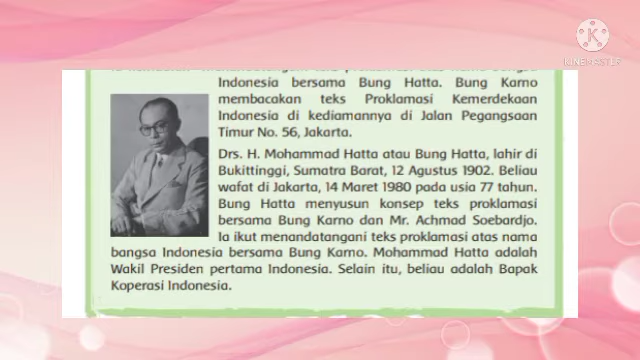 KINEMASTER
Indonesia bersama Bung Hatta. Bung Karno
membacakan teks Proklamasi Kemerdekaan
Indonesia di kediamannya di Jalan Pegangsaan
Timur No. 56, Jakarta.
Drs. H. Mohammad Hatta atau Bung Hatta, lahir di
Bukittinggi, Sumatra Barat, 12 Agustus 1902. Beliau
wafat di Jakarta, 14 Maret 1980 pada usia 77 tahun.
Bung Hatta menyusun konsep teks proklamasi
bersama Bung Karno dan Mr. Achmad Soebardjo.
Ia ikut menandatangani teks proklamasi atas nama
bangsa Indonesia bersama Bung Karno. Mohammad Hatta adalah
Wakil Presiden pertama Indonesia. Selain itu, beliau adalah Bapak
Koperasi Indonesia.